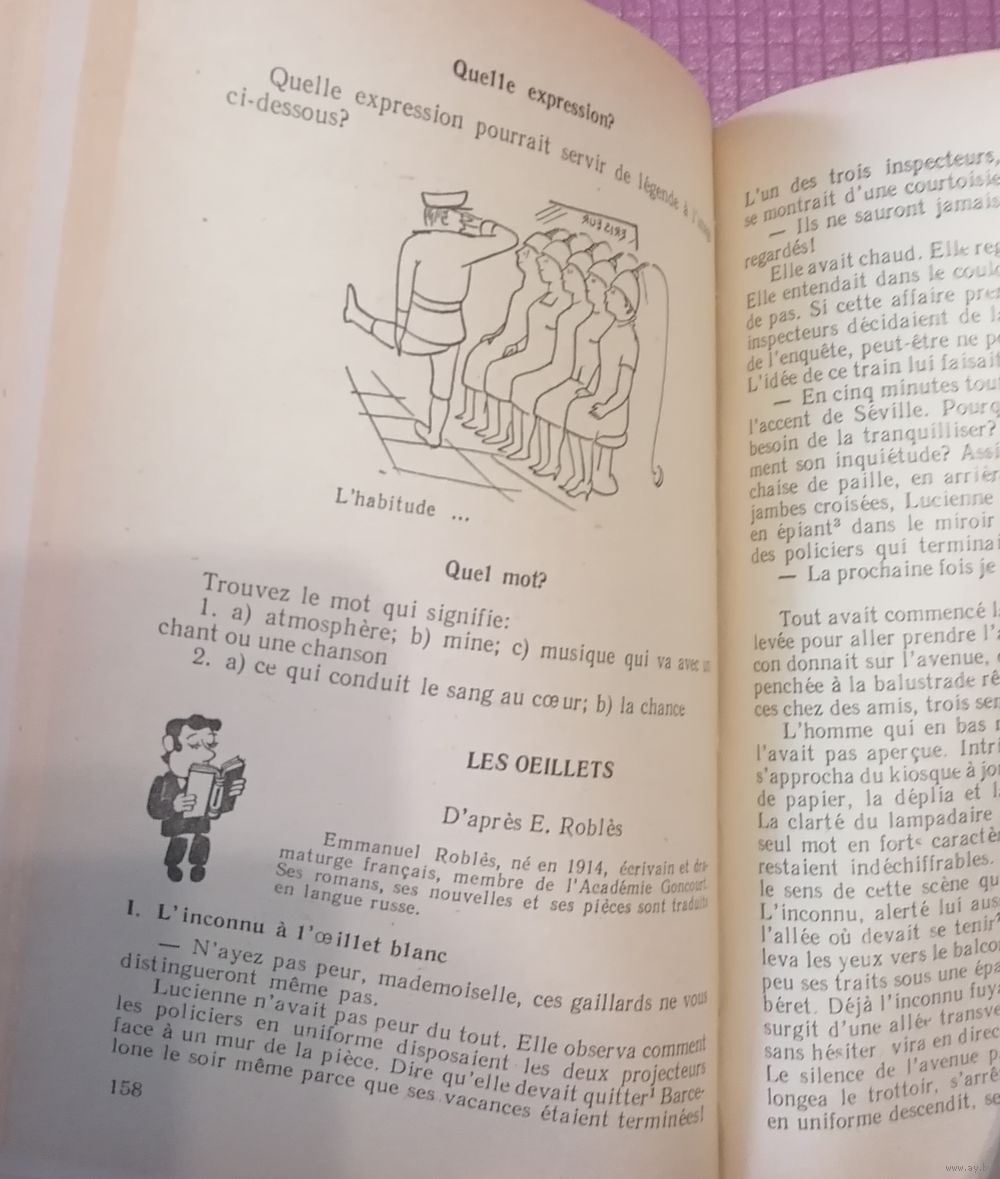 Quelle expression?
Quelle expression pourrait servir de légende à
ci-dessous?
L'habitude ...
Quel mot?
Trouvez le mot qui signifie:
1. a) atmosphère; b) mine; c) musique qui va avec un
chant ou une chanson
2. a) ce qui conduit le sang au cœur; b) la chance
LES OEILLETS
D'après E. Roblès
Emmanuel Roblès, né en 1914, écrivain et dra-
maturge français, membre de l'Académie Goncourt.
Ses romans, ses nouvelles et ses pièces sont traduits
en langue russe.
I. L'inconnu à l'œillet blanc
— N'ayez pas peur, mademoiselle, ces gaillards ne vous
distingueront même pas.
Lucienne n'avait pas peur du tout. Elle observa comment
les policiers en uniforme disposaient les deux projecteurs
face à un mur de la pièce. Dire qu'elle devait quitter¹ Barce-
lone le soir même parce que ses vacances étaient terminées!
158
L'un des trois inspecteurs,
se montrait d'une courtoisie
— Ils ne sauront jamais
regardés!
Elle avait chaud. Elle reg
Elle entendait dans le coul
de pas. Si cette affaire pre
inspecteurs décidaient de l
de l'enquête, peut-être ne p
L'idée de ce train lui faisait
— En cinq minutes tout
l'accent de Séville. Pourq
besoin de la tranquilliser?
ment son inquiétude? Assi
chaise de paille, en arrièr
jambes croisées, Lucienne
en épiant³ dans le miroir
des policiers qui terminai
— La prochaine fois je
Tout avait commencé l
levée pour aller prendre l'a
con donnait sur l'avenue,
penchée à la balustrade rê
ces chez des amis, trois sem
L'homme qui en bas
l'avait pas aperçue. Intri
s'approcha du kiosque à jou
de papier, la déplia et l
La clarté du lampadaire
seul mot en forts caractèr
restaient indéchiffrables.
le sens de cette scène qu
L'inconnu, alerté lui aus
l'allée où devait se tenir
leva les yeux vers le balco
peu ses traits sous une épa
béret. Déjà l'inconnu fuya
surgit d'une allée transve
sans hésiter vira en direc
Le silence de l'avenue p
longea le trottoir, s'arrê
en uniforme descendit, se